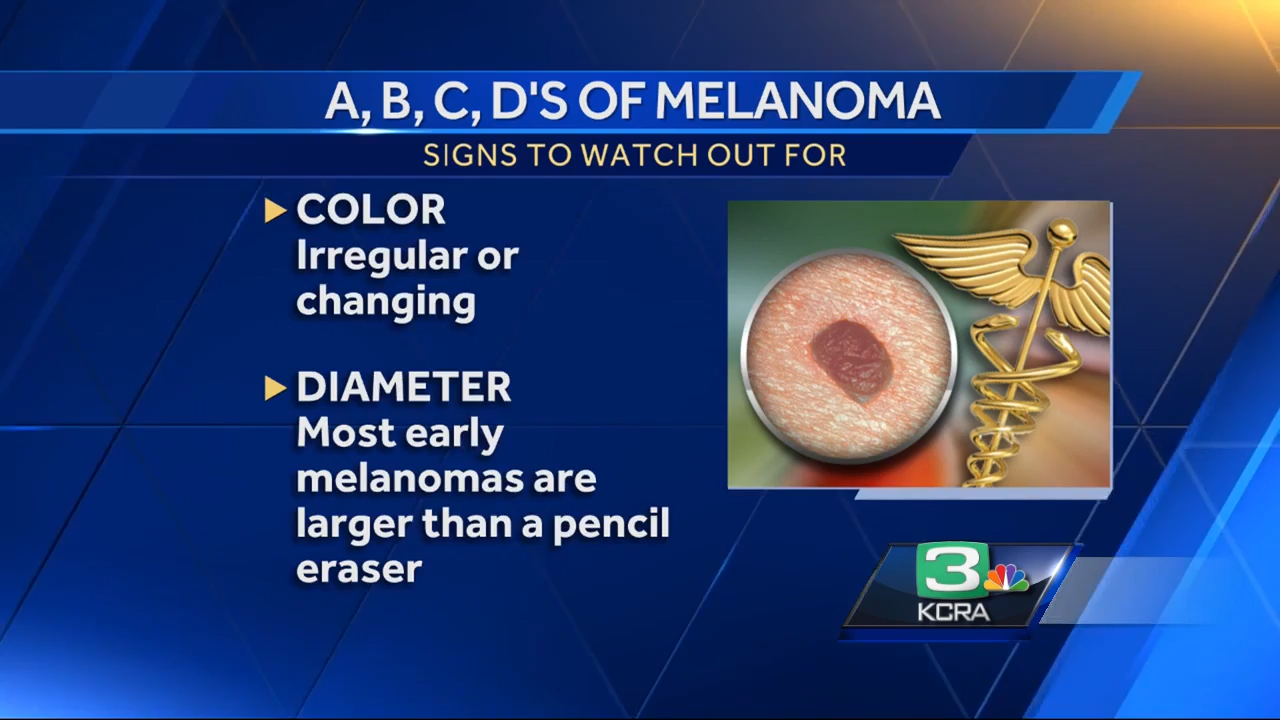 A, B, C, D'S OF MELANOMA
SIGNS TO WATCH OUT FOR
COLOR
Irregular or
changing
DIAMETER
Most early
melanomas are
larger than a pencil
eraser
3
KCRA